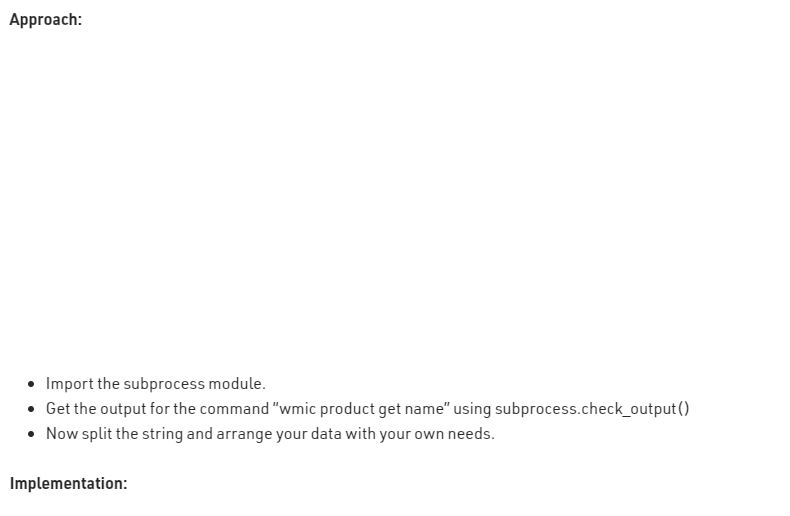 Approach:
• Import the subprocess module.
• Get the output for the command “wmic product get name” using subprocess.check_output()
• Now split the string and arrange your data with your own needs.
Implementation: